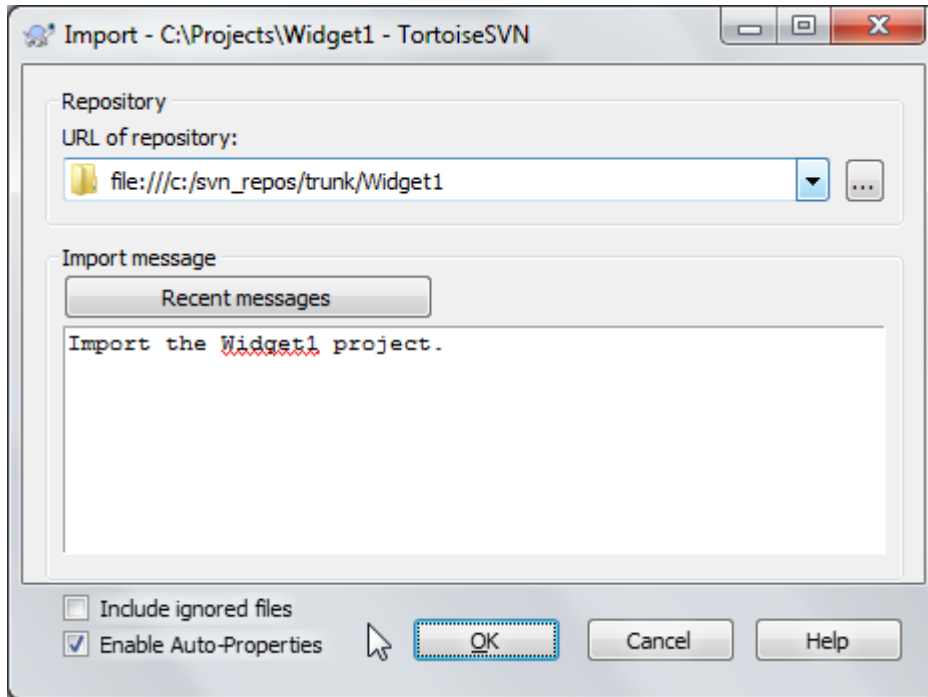 Import - C:\Projects\Widget1 - TortoiseSVN
Repository
URL of repository:
file:///c:/svn_repos/trunk/Widget1
...
Import message
Recent messages
Import the Widget1 project.
Include ignored files
Enable Auto-Properties
OK
Cancel
Help